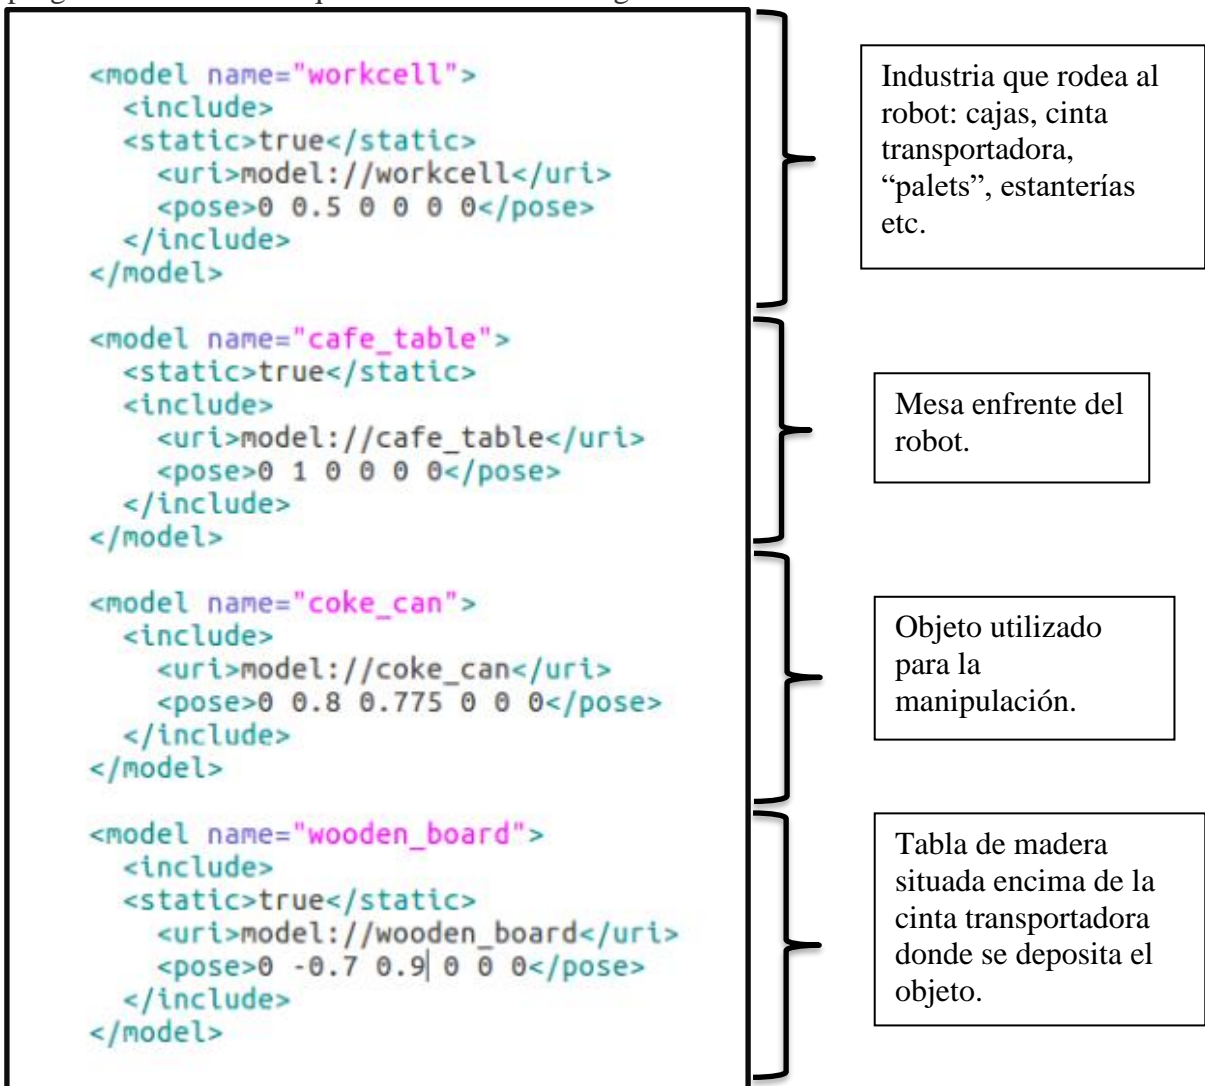 <model name="workcell">
<include>
<static>true</static>
<uri>model://workcell</uri>
<pose>0 0.5 0 0 0 0</pose>
</include>
</model>
Industria que rodea al
robot: cajas, cinta
transportadora,
“palets”, estanterías
etc.
<model name="cafe_table">
<static>true</static>
<include>
<uri>model://cafe_table</uri>
<pose>0 1 0 0 0 0</pose>
</include>
</model>
Mesa enfrente del
robot.
<model name="coke_can">
<include>
<uri>model://coke_can</uri>
<pose>0 0.8 0.775 0 0 0</pose>
</include>
</model>
Objeto utilizado
para la
manipulación.
<model name="wooden_board">
<include>
<static>true</static>
<uri>model://wooden_board</uri>
<pose>0 -0.7 0.9 0 0 0</pose>
</include>
</model>
Tabla de madera
situada encima de la
cinta transportadora
donde se deposita el
objeto.